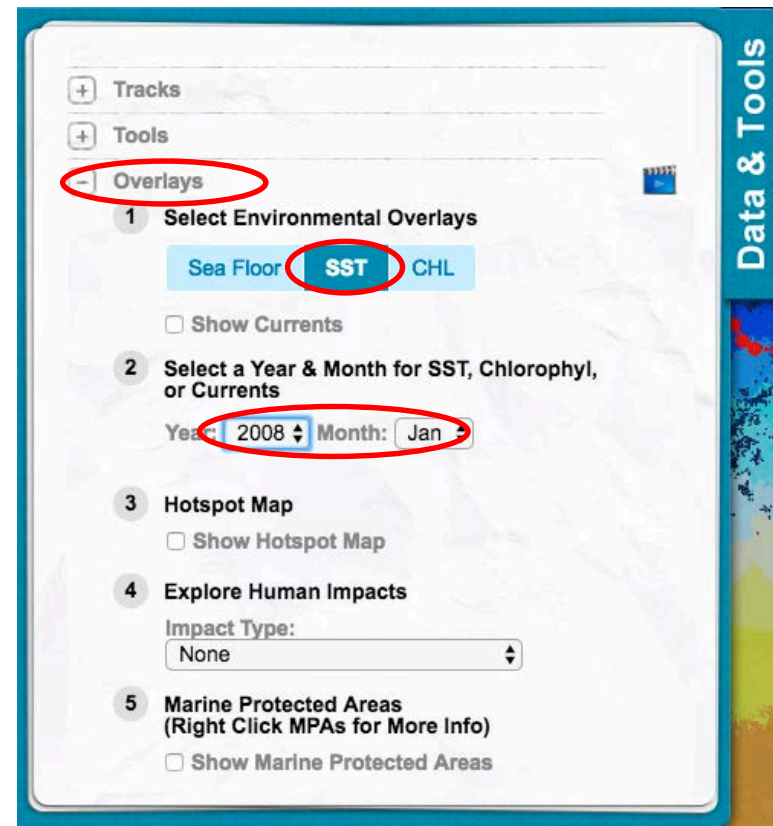 Data & Tools
+ Tracks
+ Tools
- Overlays
1 Select Environmental Overlays
Sea Floor SST CHL
Show Currents
2 Select a Year & Month for SST, Chlorophyl,
or Currents
Year: 2008 Month: Jan
3 Hotspot Map
Show Hotspot Map
4 Explore Human Impacts
Impact Type:
None
5 Marine Protected Areas
(Right Click MPAs for More Info)
Show Marine Protected Areas